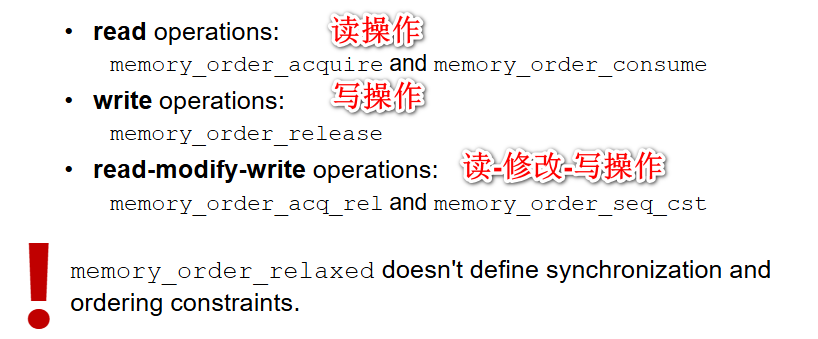 • read operations: 读操作
memory_order_acquire and memory_order_consume
• write operations: 写操作
memory_order_release
• read-modify-write operations: 读-修改-写操作
memory_order_acq_rel and memory_order_seq_cst
! memory_order_relaxed doesn't define synchronization and
ordering constraints.